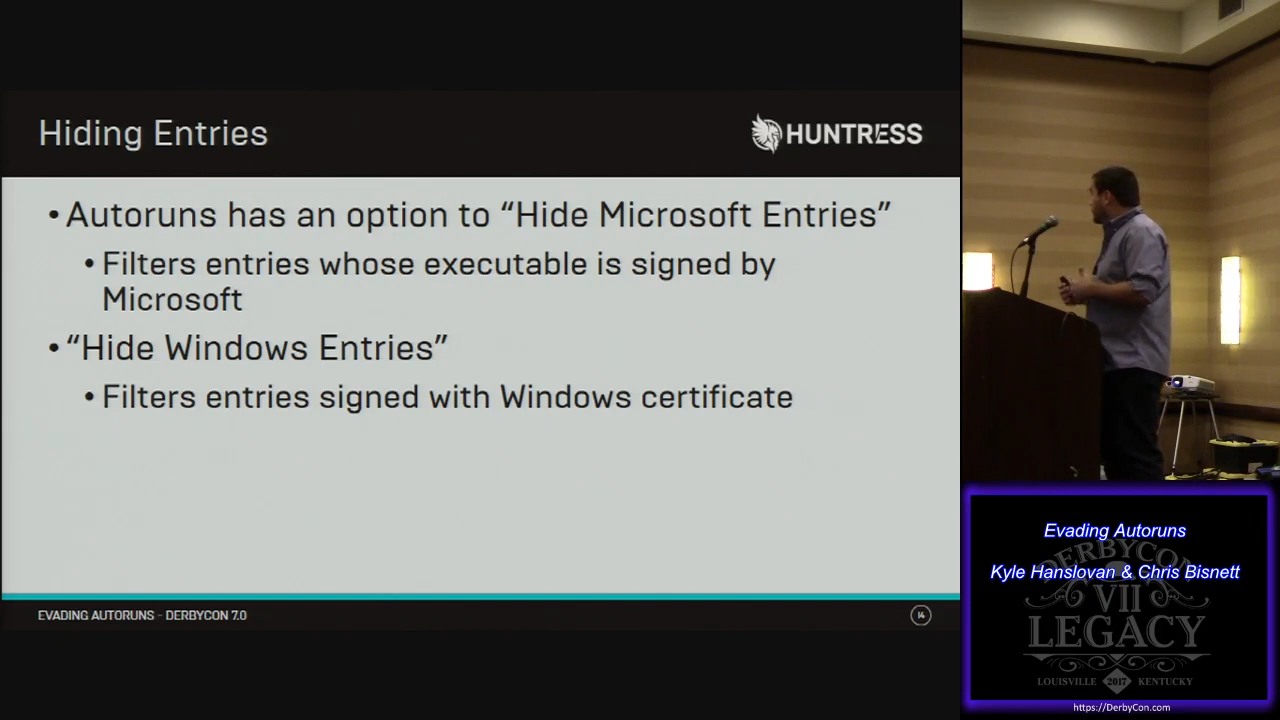 Hiding Entries
HUNTRESS
• Autoruns has an option to “Hide Microsoft Entries”
• Filters entries whose executable is signed by
Microsoft
• “Hide Windows Entries”
• Filters entries signed with Windows certificate
EVADING AUTORUNS - DERBYCON 7.0
14
Evading Autoruns
Kyle Hanslovan & Chris Bisnett
DERBYCON
VII
LEGACY
LOUISVILLE 2017 KENTUCKY
https://DerbyCon.com